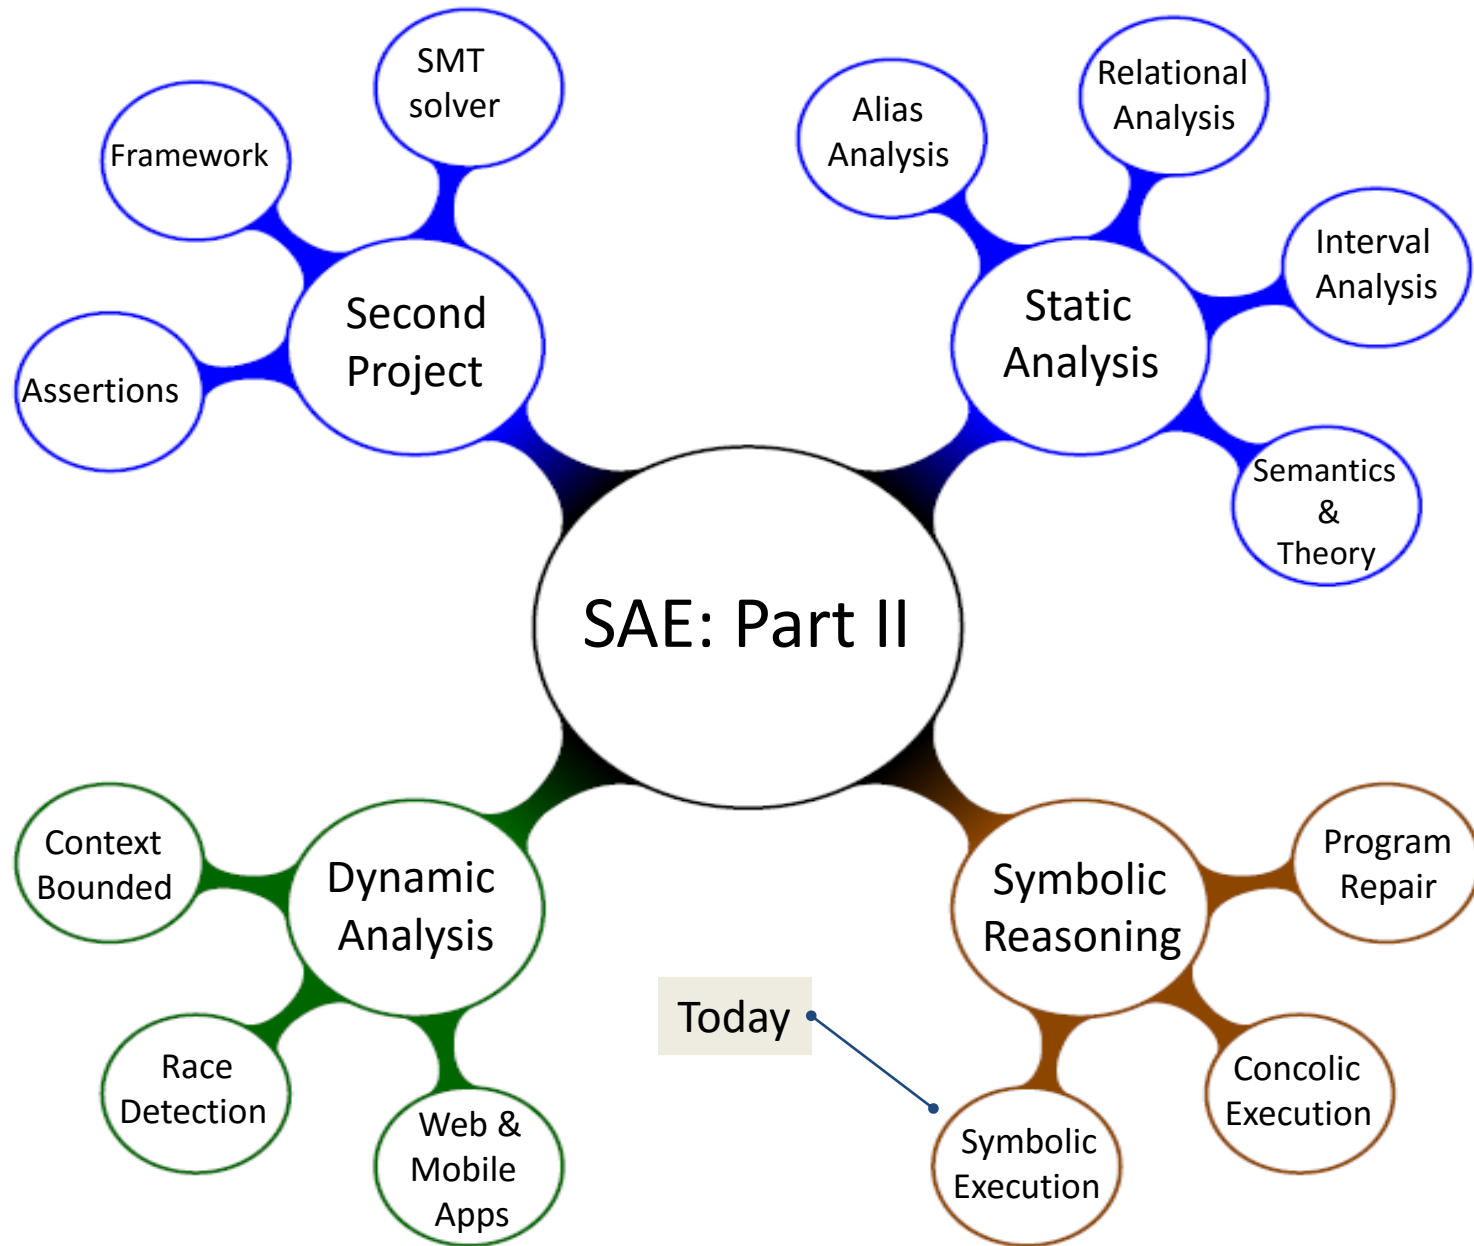 SMT
solver
Framework
Assertions
Second
Project
Alias
Analysis
Relational
Analysis
Interval
Analysis
Static
Analysis
Semantics
&
Theory
SAE: Part II
Context
Bounded
Dynamic
Analysis
Race
Detection
Web &
Mobile
Apps
Today
Symbolic
Reasoning
Program
Repair
Concolic
Execution
Symbolic
Execution